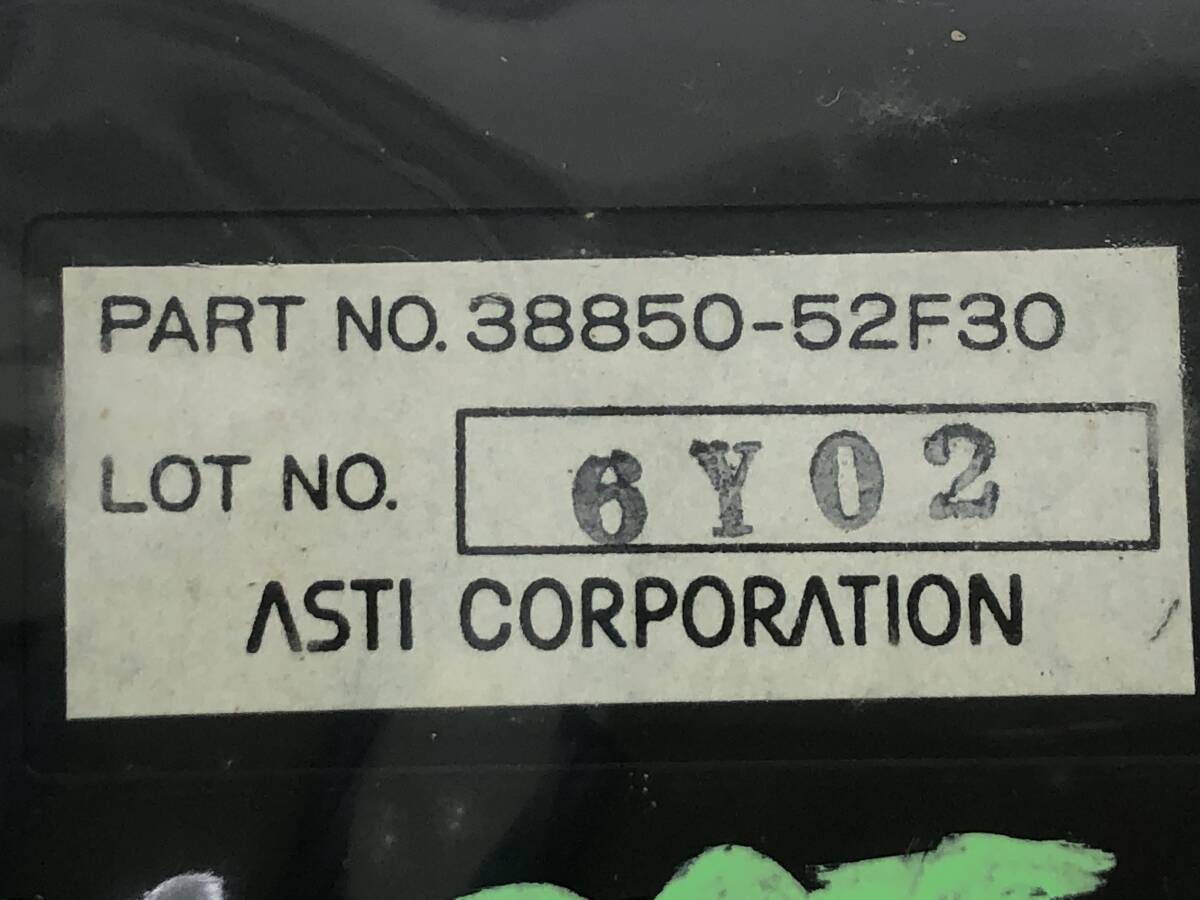 PART NO. 38850-52F30
LOT NO. 6Y02
ASTI CORPORATION